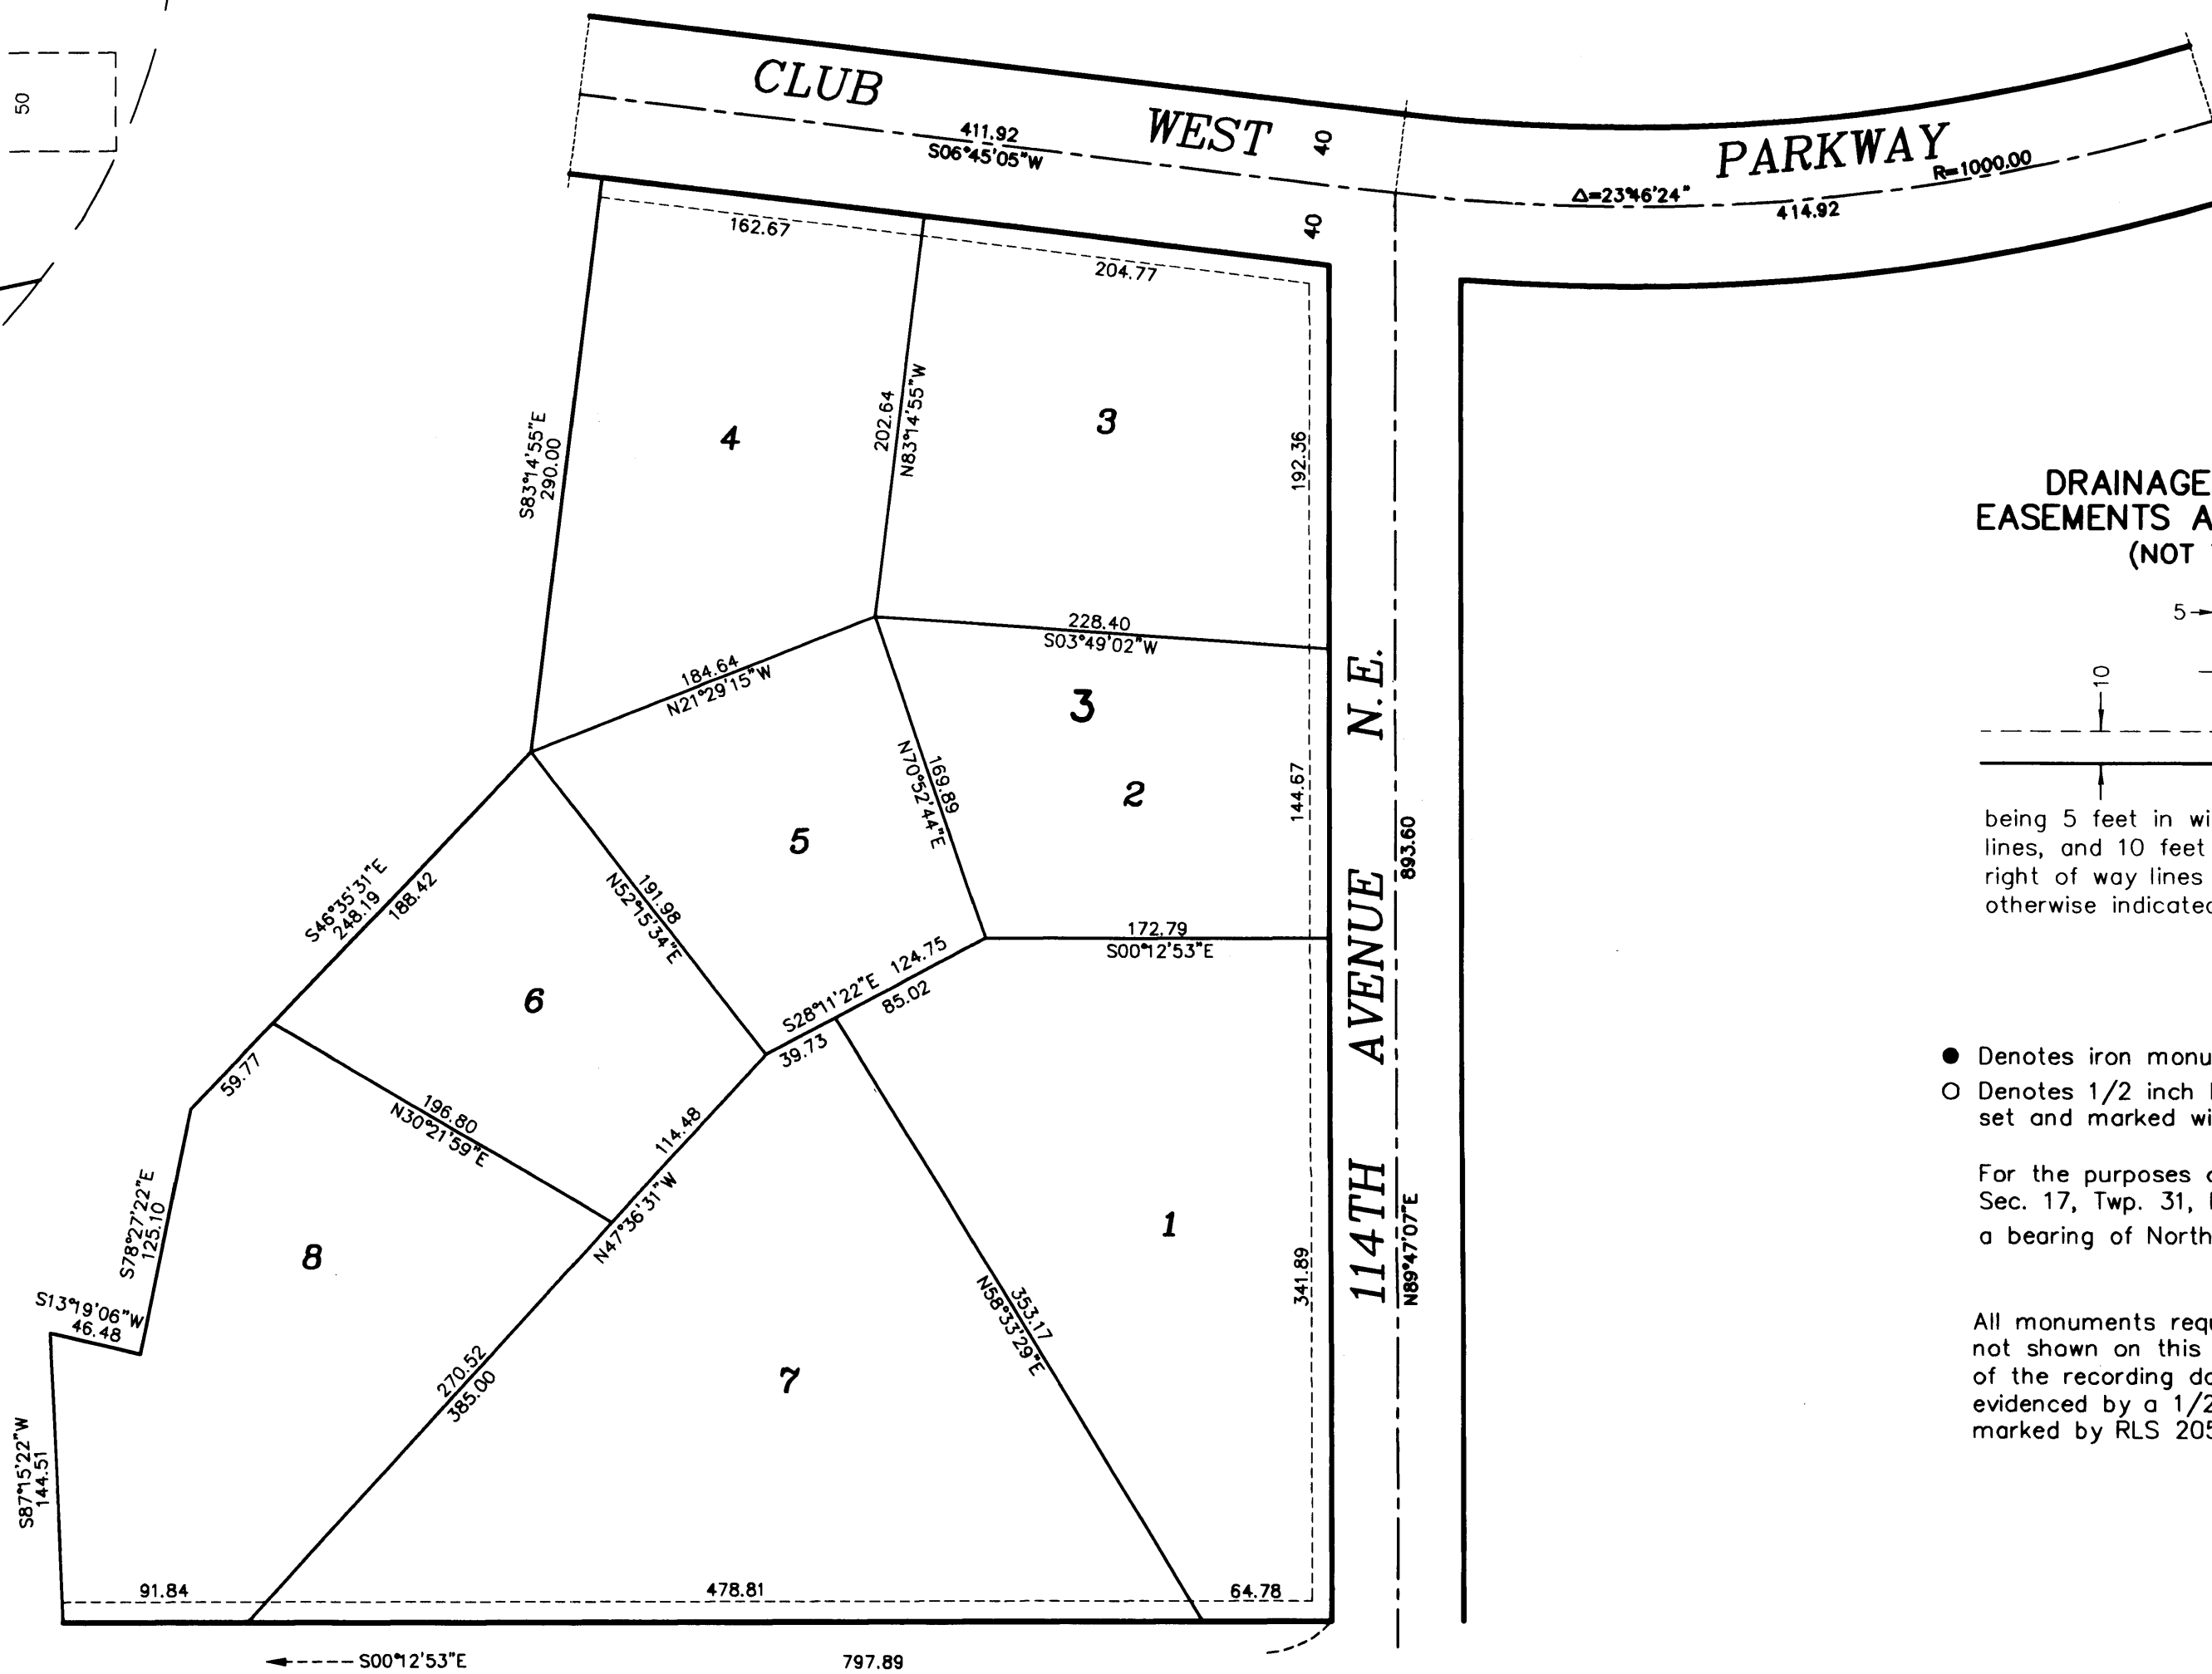 50
CLUB WEST PARKWAY
411.92
S06°45'05"W
40
40
Δ=23°46'24"
414.92
R=1000.00
162.67
204.77
4
3
202.64
N83°14'55"W
S83°14'55"E
290.00
192.36
228.40
S03°49'02"W
184.64
N21°29'15"W
3
2
169.89
N70°52'44"E
144.67
5
191.98
N52°15'34"E
S46°35'31"E
248.19
188.42
172.79
S00°12'53"E
S28°11'22"E
124.75
85.02
39.73
6
59.77
196.80
N30°21'59"E
114.48
N47°36'31"W
S78°27'22"E
125.10
8
S13°19'06"W
46.48
270.52
385.00
7
353.17
N58°33'29"E
1
341.89
S87°15'22"W
144.51
91.84
478.81
64.78
S00°12'53"E
797.89
114TH AVENUE N.E.
893.60
N89°47'07"E
DRAINAGE
EASEMENTS A
(NOT
5
10
being 5 feet in wi
lines, and 10 feet
right of way lines
otherwise indicated
Denotes iron monu
Denotes 1/2 inch
set and marked wi
For the purposes o
Sec. 17, Twp. 31,
a bearing of North
All monuments requ
not shown on this
of the recording da
evidenced by a 1/2
marked by RLS 205